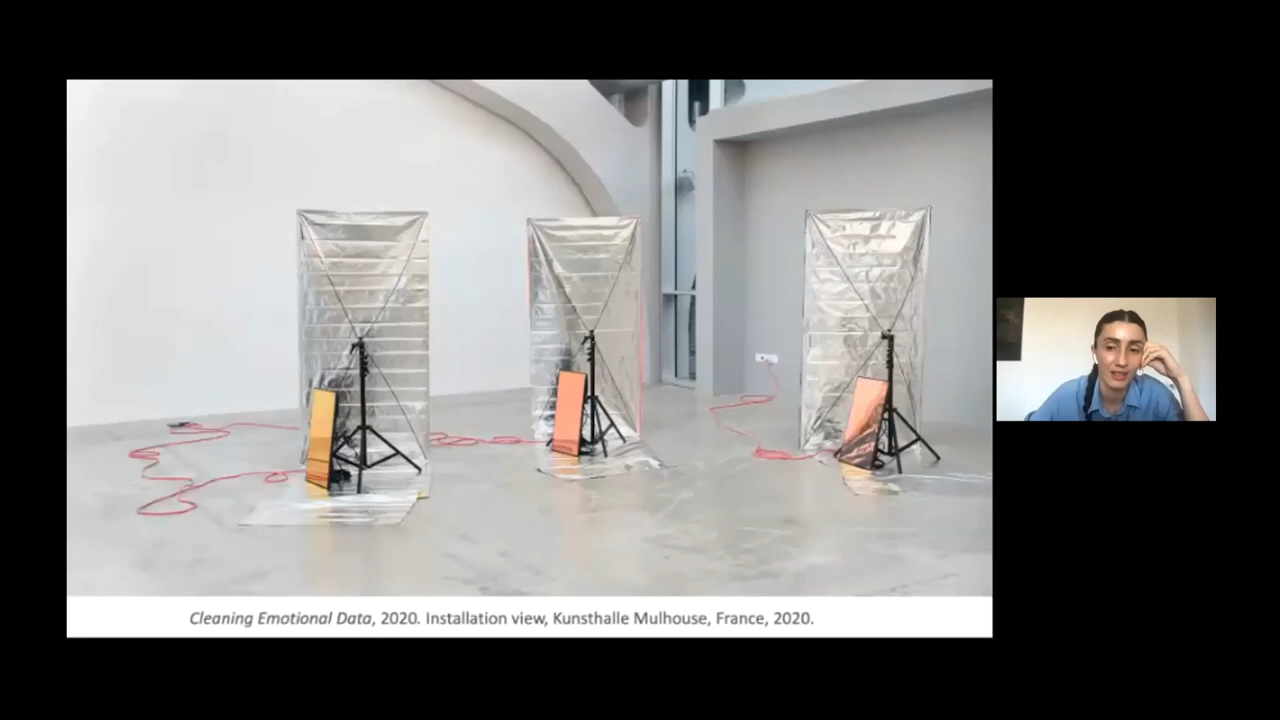 Cleaning Emotional Data, 2020. Installation view, Kunsthalle Mulhouse, France, 2020.